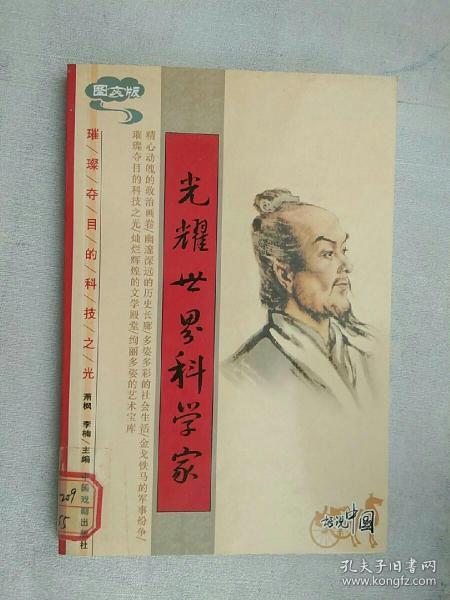 图文版
璀/璨/夺/目/的/科/技/之/光
萧枫 李楠/主编
精心动魄的政治画卷/幽邃深远的历史长廊/多姿多彩的社会生活/金戈铁马的军事纷争/
璀璨夺目的科技之光/灿烂辉煌的文学殿堂/绚丽多姿的艺术宝库
光耀世界科学家
话说中国
孔夫子旧书网
www.kongfz.com